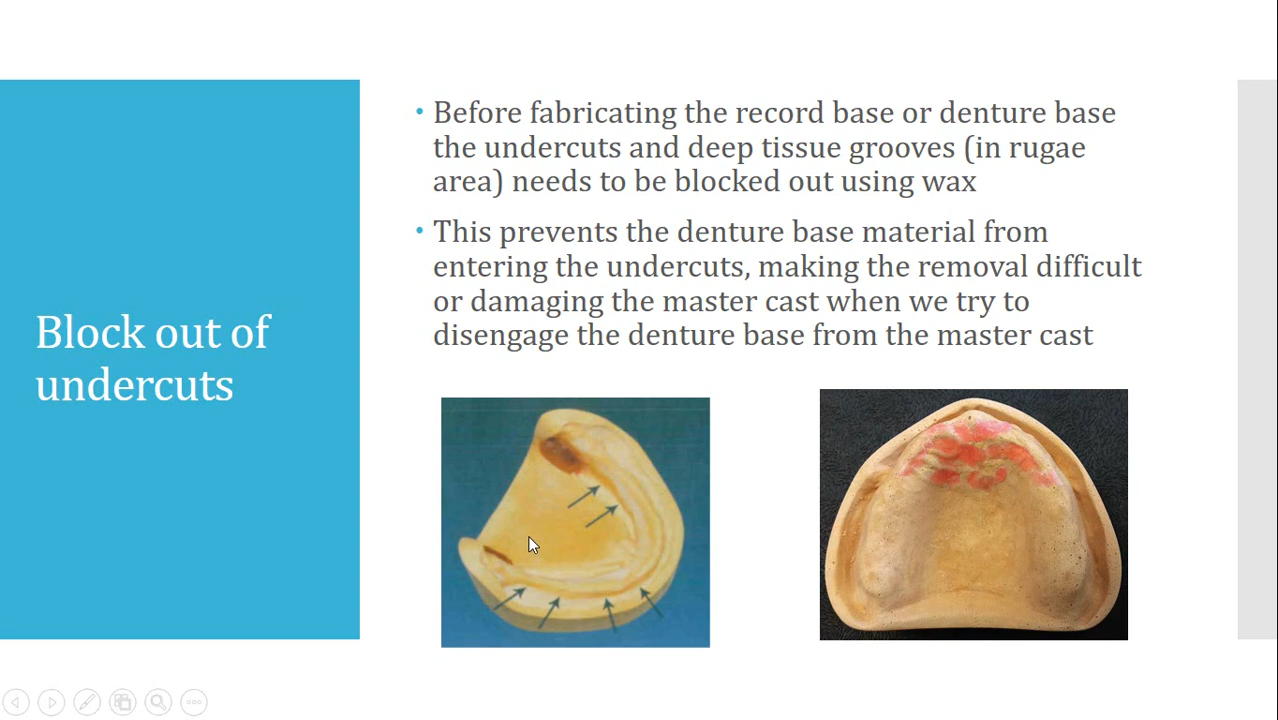 Block out of
undercuts
• Before fabricating the record base or denture base
the undercuts and deep tissue grooves (in rugae
area) needs to be blocked out using wax
• This prevents the denture base material from
entering the undercuts, making the removal difficult
or damaging the master cast when we try to
disengage the denture base from the master cast